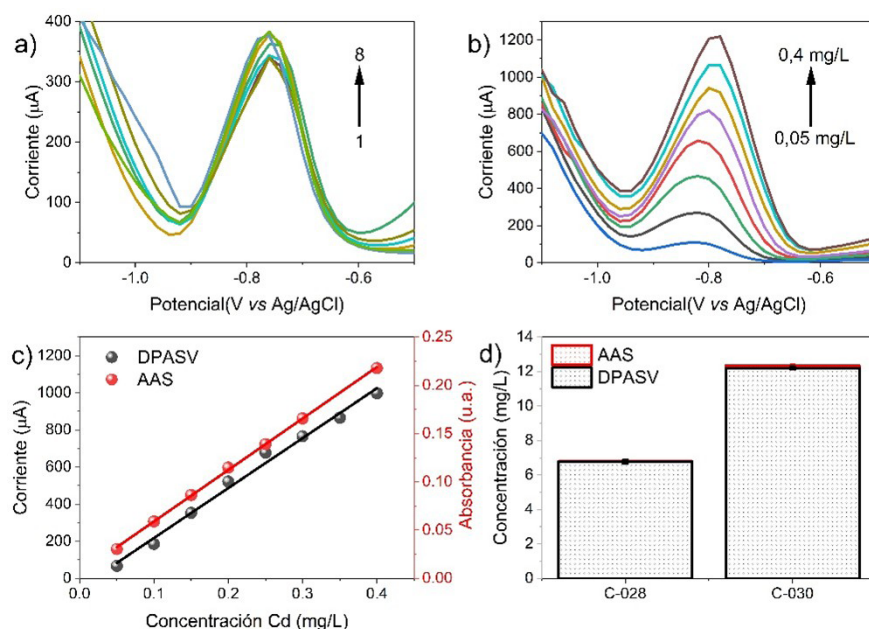 a)
400
300
200
100
0
Corriente (µA)
8
1
-1.0
-0.8
-0.6
Potencial(V vs Ag/AgCl)
b)
1200
1000
800
600
400
200
0
Corriente (µA)
0,4 mg/L
0,05 mg/L
-1.0
-0.8
-0.6
Potencial(V vs Ag/AgCl)
c)
1200
1000
800
600
400
200
0
Corriente (µA)
DPASV
AAS
0.25
0.20
0.15
0.10
0.05
0.00
Absorbancia (u.a.)
0.0
0.1
0.2
0.3
0.4
Concentración Cd (mg/L)
d)
14
12
10
8
6
4
2
0
Concentración (mg/L)
AAS
DPASV
C-028
C-030